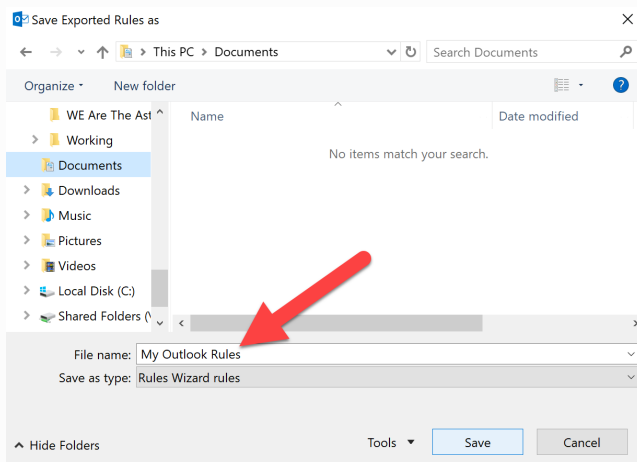 Save Exported Rules as
This PC > Documents
Search Documents
Organize
New folder
?
Name
Date modified
WE Are The Ast
Working
Documents
Downloads
Music
Pictures
Videos
Local Disk (C:)
Shared Folders (\
No items match your search.
File name: My Outlook Rules
Save as type: Rules Wizard rules
Hide Folders
Tools
Save
Cancel